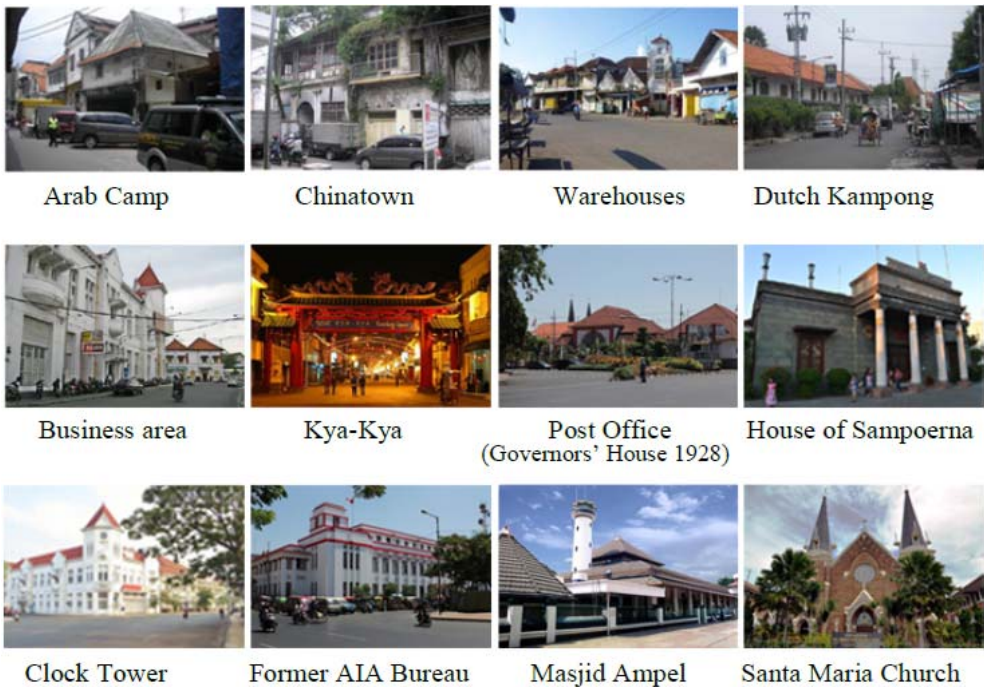 Arab Camp
Chinatown
Warehouses
Dutch Kampong
Business area
Kya-Kya
Post Office
(Governors’ House 1928)
House of Sampoerna
Clock Tower
Former AIA Bureau
Masjid Ampel
Santa Maria Church